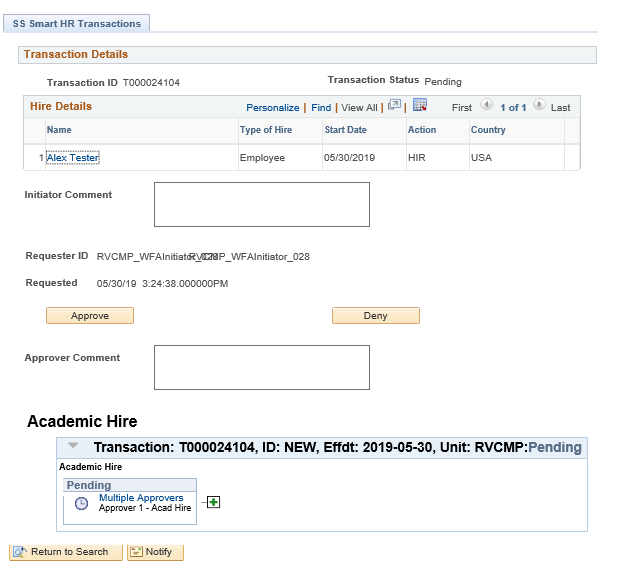 SS Smart HR Transactions
Transaction Details
Transaction ID T000024104 Transaction Status Pending
Hire Details Personalize | Find | View All | | First 1 of 1 Last
Name Type of Hire Start Date Action Country
1 Alex Tester Employee 05/30/2019 HIR USA
Initiator Comment
Requester ID RVCMP_WFAInitiator_028 RVCMP_WFAInitiator_028
Requested 05/30/19 3:24:38.000000PM
Approve Deny
Approver Comment
Academic Hire
Transaction: T000024104, ID: NEW, Effdt: 2019-05-30, Unit: RVCMP:Pending
Academic Hire
Pending
Multiple Approvers
Approver 1 - Acad Hire
Return to Search Notify